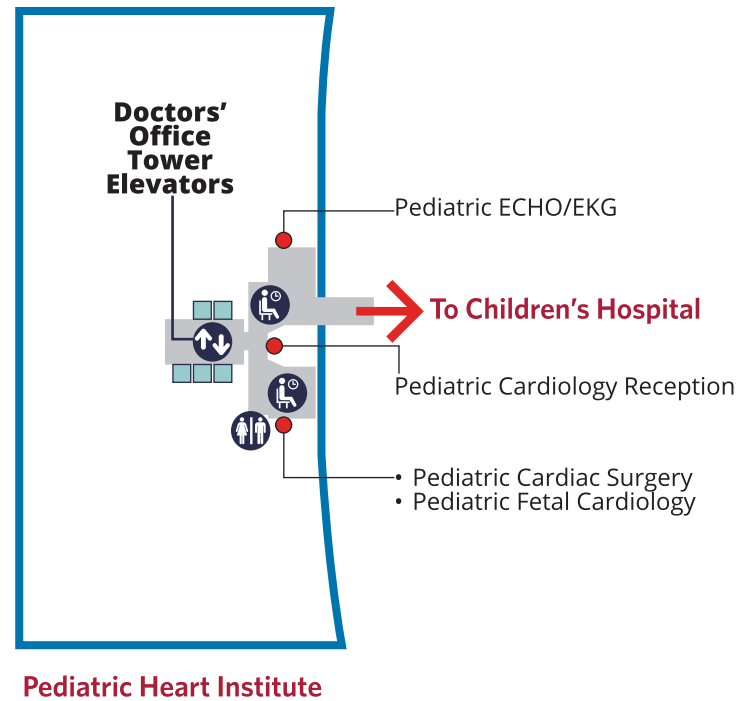 Doctors’
Office
Tower
Elevators
Pediatric ECHO/EKG
To Children’s Hospital
Pediatric Cardiology Reception
• Pediatric Cardiac Surgery
• Pediatric Fetal Cardiology
Pediatric Heart Institute